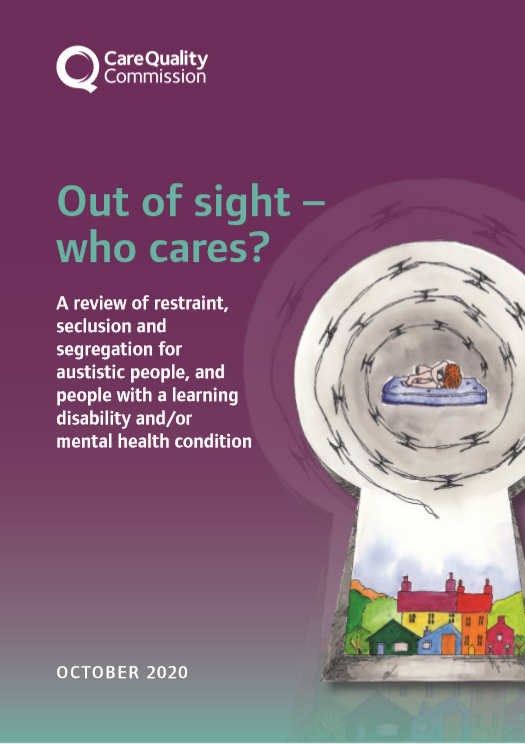 CareQuality
Commission
Out of sight –
who cares?
A review of restraint,
seclusion and
segregation for
austistic people, and
people with a learning
disability and/or
mental health condition
OCTOBER 2020